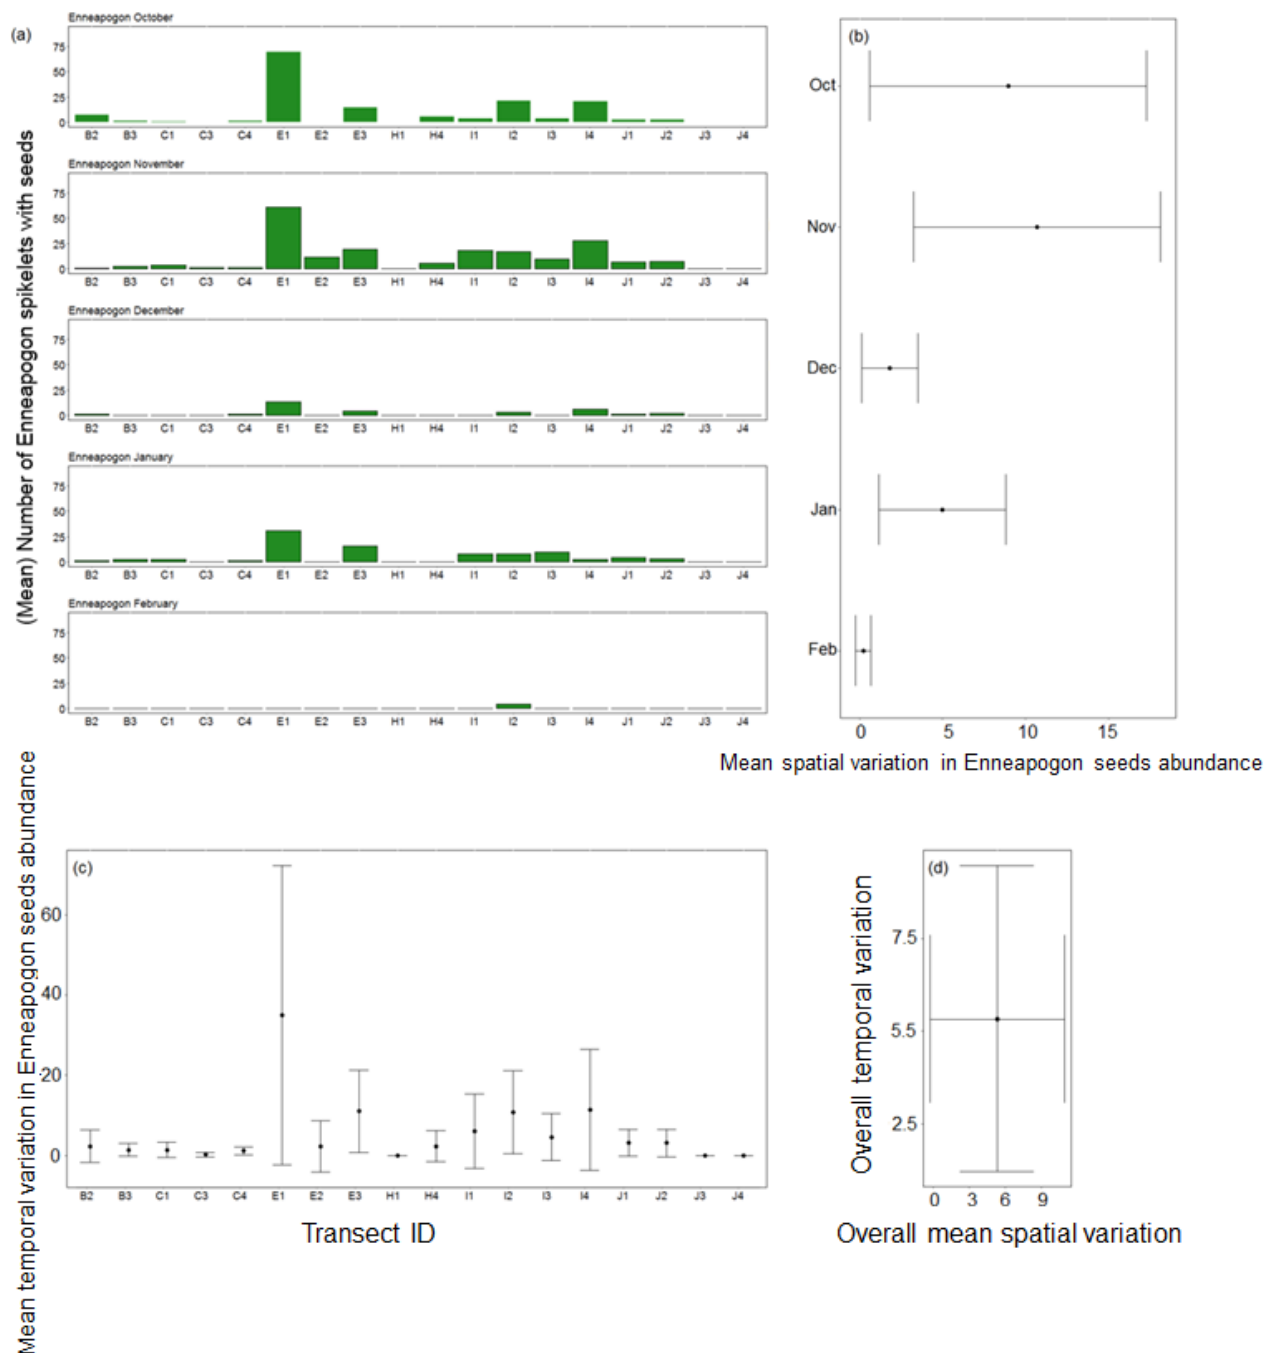 (a)
(Mean) Number of Enneapogon spikelets with seeds
Enneapogon October
75
50
25
0
B2 B3 C1 C3 C4 E1 E2 E3 H1 H4 I1 I2 I3 I4 J1 J2 J3 J4
Enneapogon November
75
50
25
0
B2 B3 C1 C3 C4 E1 E2 E3 H1 H4 I1 I2 I3 I4 J1 J2 J3 J4
Enneapogon December
75
50
25
0
B2 B3 C1 C3 C4 E1 E2 E3 H1 H4 I1 I2 I3 I4 J1 J2 J3 J4
Enneapogon January
75
50
25
0
B2 B3 C1 C3 C4 E1 E2 E3 H1 H4 I1 I2 I3 I4 J1 J2 J3 J4
Enneapogon February
75
50
25
0
B2 B3 C1 C3 C4 E1 E2 E3 H1 H4 I1 I2 I3 I4 J1 J2 J3 J4
(b)
Oct
Nov
Dec
Jan
Feb
0 5 10 15
Mean spatial variation in Enneapogon seeds abundance
(c)
Mean temporal variation in Enneapogon seeds abundance
60
40
20
0
B2 B3 C1 C3 C4 E1 E2 E3 H1 H4 I1 I2 I3 I4 J1 J2 J3 J4
Transect ID
(d)
Overall temporal variation
7.5
5.5
2.5
0 3 6 9
Overall mean spatial variation